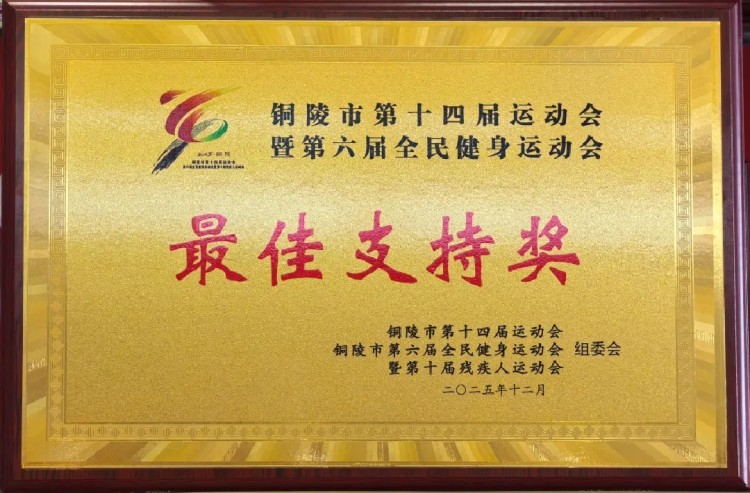 铜陵市第十四届运动会
暨第六届全民健身运动会
最佳支持奖
铜陵市第十四届运动会
铜陵市第六届全民健身运动会 组委会
暨第十届残疾人运动会
二〇二五年十二月